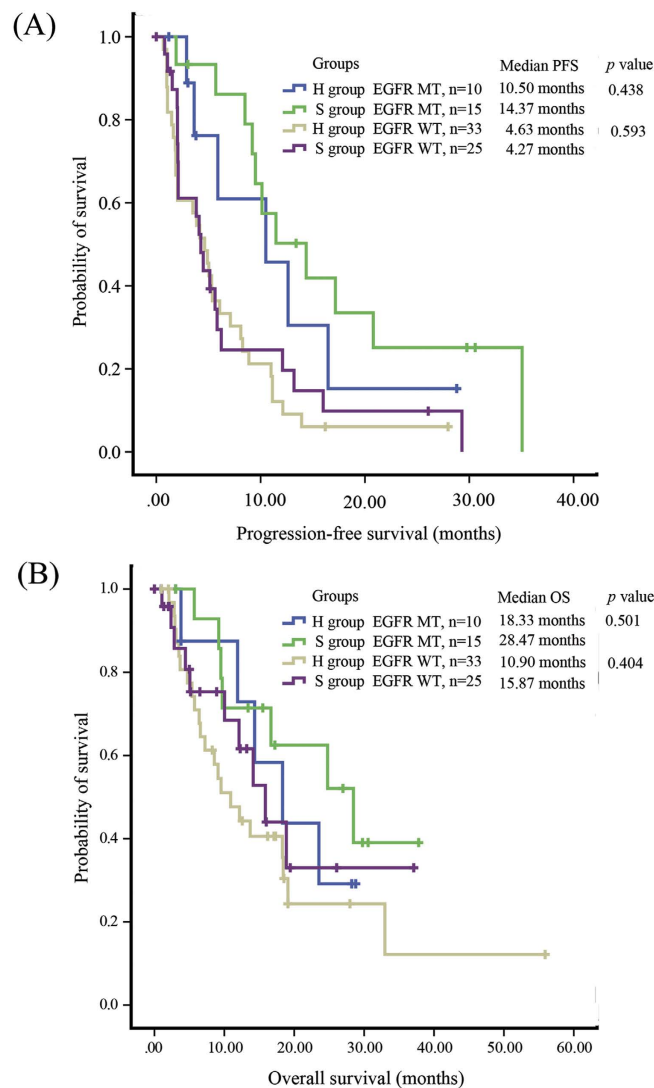 (A)
Groups Median PFS p value
H group EGFR MT, n=10 10.50 months 0.438
S group EGFR MT, n=15 14.37 months
H group EGFR WT, n=33 4.63 months 0.593
S group EGFR WT, n=25 4.27 months
1.0
0.8
0.6
0.4
0.2
0.0
Probability of survival
.00 10.00 20.00 30.00 40.00
Progression-free survival (months)
(B)
Groups Median OS p value
H group EGFR MT, n=10 18.33 months 0.501
S group EGFR MT, n=15 28.47 months
H group EGFR WT, n=33 10.90 months 0.404
S group EGFR WT, n=25 15.87 months
1.0
0.8
0.6
0.4
0.2
0.0
Probability of survival
.00 10.00 20.00 30.00 40.00 50.00 60.00
Overall survival (months)